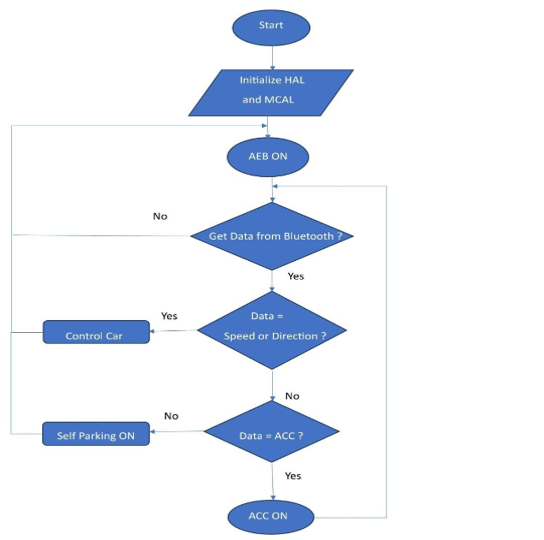 Start
Initialize HAL
and MCAL
AEB ON
No
Get Data from Bluetooth ?
Yes
Data =
Speed or Direction ?
Yes
Control Car
No
Data = ACC ?
No
Self Parking ON
Yes
ACC ON